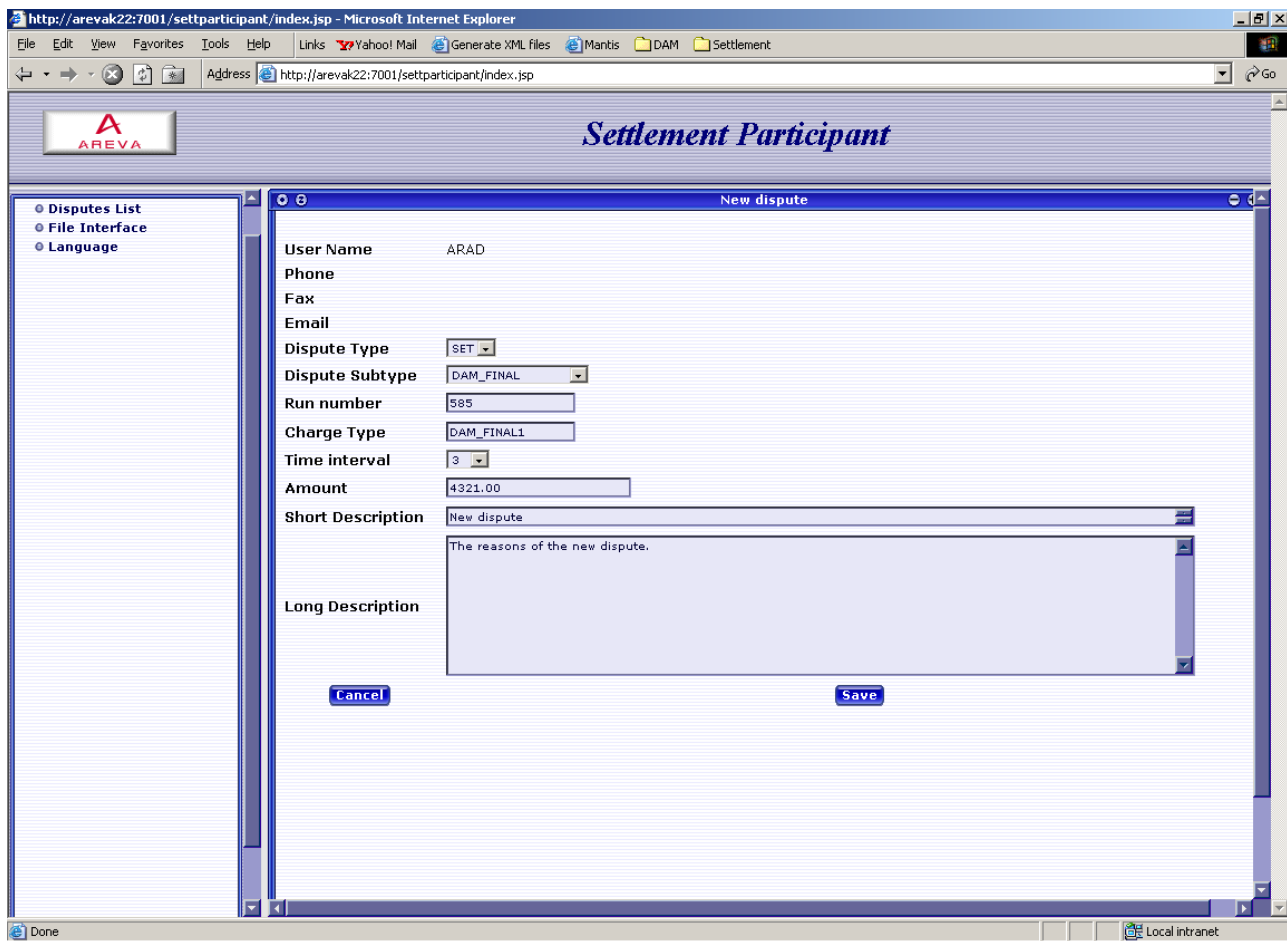 http://arevak22:7001/settparticipant/index.jsp - Microsoft Internet Explorer
File Edit View Favorites Tools Help Links Yahoo! Mail Generate XML files Mantis DAM Settlement
Address http://arevak22:7001/settparticipant/index.jsp Go
AREVA
Settlement Participant
Disputes List
File Interface
Language
New dispute
User Name ARAD
Phone
Fax
Email
Dispute Type SET
Dispute Subtype DAM_FINAL
Run number 585
Charge Type DAM_FINAL1
Time interval 3
Amount 4321.00
Short Description New dispute
Long Description The reasons of the new dispute.
Cancel Save
Done Local intranet